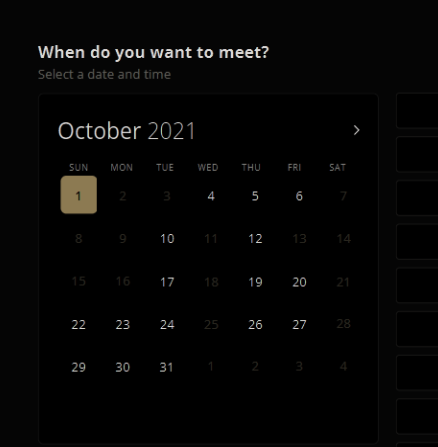 When do you want to meet?
Select a date and time
October 2021
SUN MON TUE WED THU FRI SAT
1 2 3 4 5 6 7
8 9 10 11 12 13 14
15 16 17 18 19 20 21
22 23 24 25 26 27 28
29 30 31 1 2 3 4